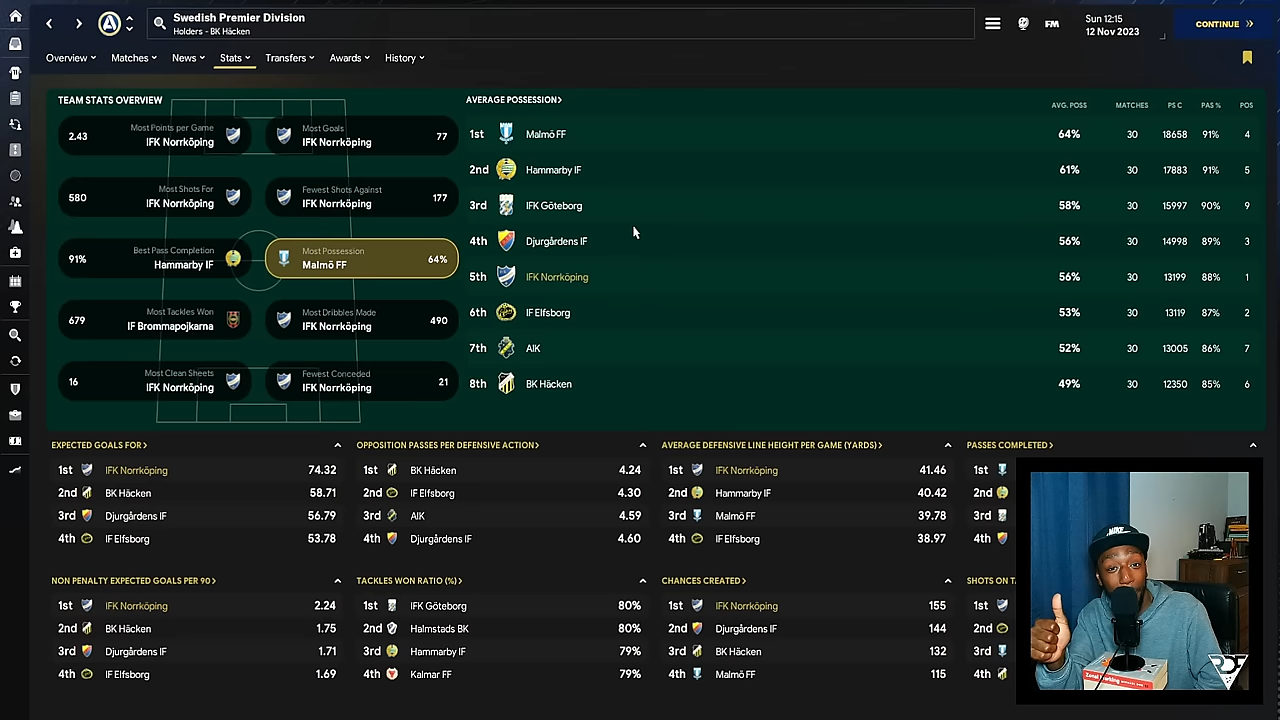 Swedish Premier Division
Holders - BK Häcken
FM
Sun 12:15
12 Nov 2023
CONTINUE
Overview
Matches
News
Stats
Transfers
Awards
History
TEAM STATS OVERVIEW
2.43 Most Points per Game
IFK Norrköping
Most Goals 77
IFK Norrköping
580 Most Shots For
IFK Norrköping
Fewest Shots Against 177
IFK Norrköping
91% Best Pass Completion
Hammarby IF
Most Possession 64%
Malmö FF
679 Most Tackles Won
IF Brommapojkarna
Most Dribbles Made 490
IFK Norrköping
16 Most Clean Sheets
IFK Norrköping
Fewest Conceded 21
IFK Norrköping
AVERAGE POSSESSION>
AVG. POSS MATCHES PS C PAS % POS
1st Malmö FF 64% 30 18658 91% 4
2nd Hammarby IF 61% 30 17883 91% 5
3rd IFK Göteborg 58% 30 15997 90% 9
4th Djurgårdens IF 56% 30 14998 89% 3
5th IFK Norrköping 56% 30 13199 88% 1
6th IF Elfsborg 53% 30 13119 87% 2
7th AIK 52% 30 13005 86% 7
8th BK Häcken 49% 30 12350 85% 6
EXPECTED GOALS FOR>
1st IFK Norrköping 74.32
2nd BK Häcken 58.71
3rd Djurgårdens IF 56.79
4th IF Elfsborg 53.78
OPPOSITION PASSES PER DEFENSIVE ACTION>
1st BK Häcken 4.24
2nd IF Elfsborg 4.30
3rd AIK 4.59
4th Djurgårdens IF 4.60
AVERAGE DEFENSIVE LINE HEIGHT PER GAME (YARDS)>
1st IFK Norrköping 41.46
2nd Hammarby IF 40.42
3rd Malmö FF 39.78
4th IF Elfsborg 38.97
PASSES COMPLETED>
1st
2nd
3rd
4th
NON PENALTY EXPECTED GOALS PER 90>
1st IFK Norrköping 2.24
2nd BK Häcken 1.75
3rd Djurgårdens IF 1.71
4th IF Elfsborg 1.69
TACKLES WON RATIO (%)>
1st IFK Göteborg 80%
2nd Halmstads BK 80%
3rd Hammarby IF 79%
4th Kalmar FF 79%
CHANCES CREATED>
1st IFK Norrköping 155
2nd Djurgårdens IF 144
3rd BK Häcken 132
4th Malmö FF 115
SHOTS ON TA
1st
2nd
3rd
4th
NIKE
Zonal Marking
RDF